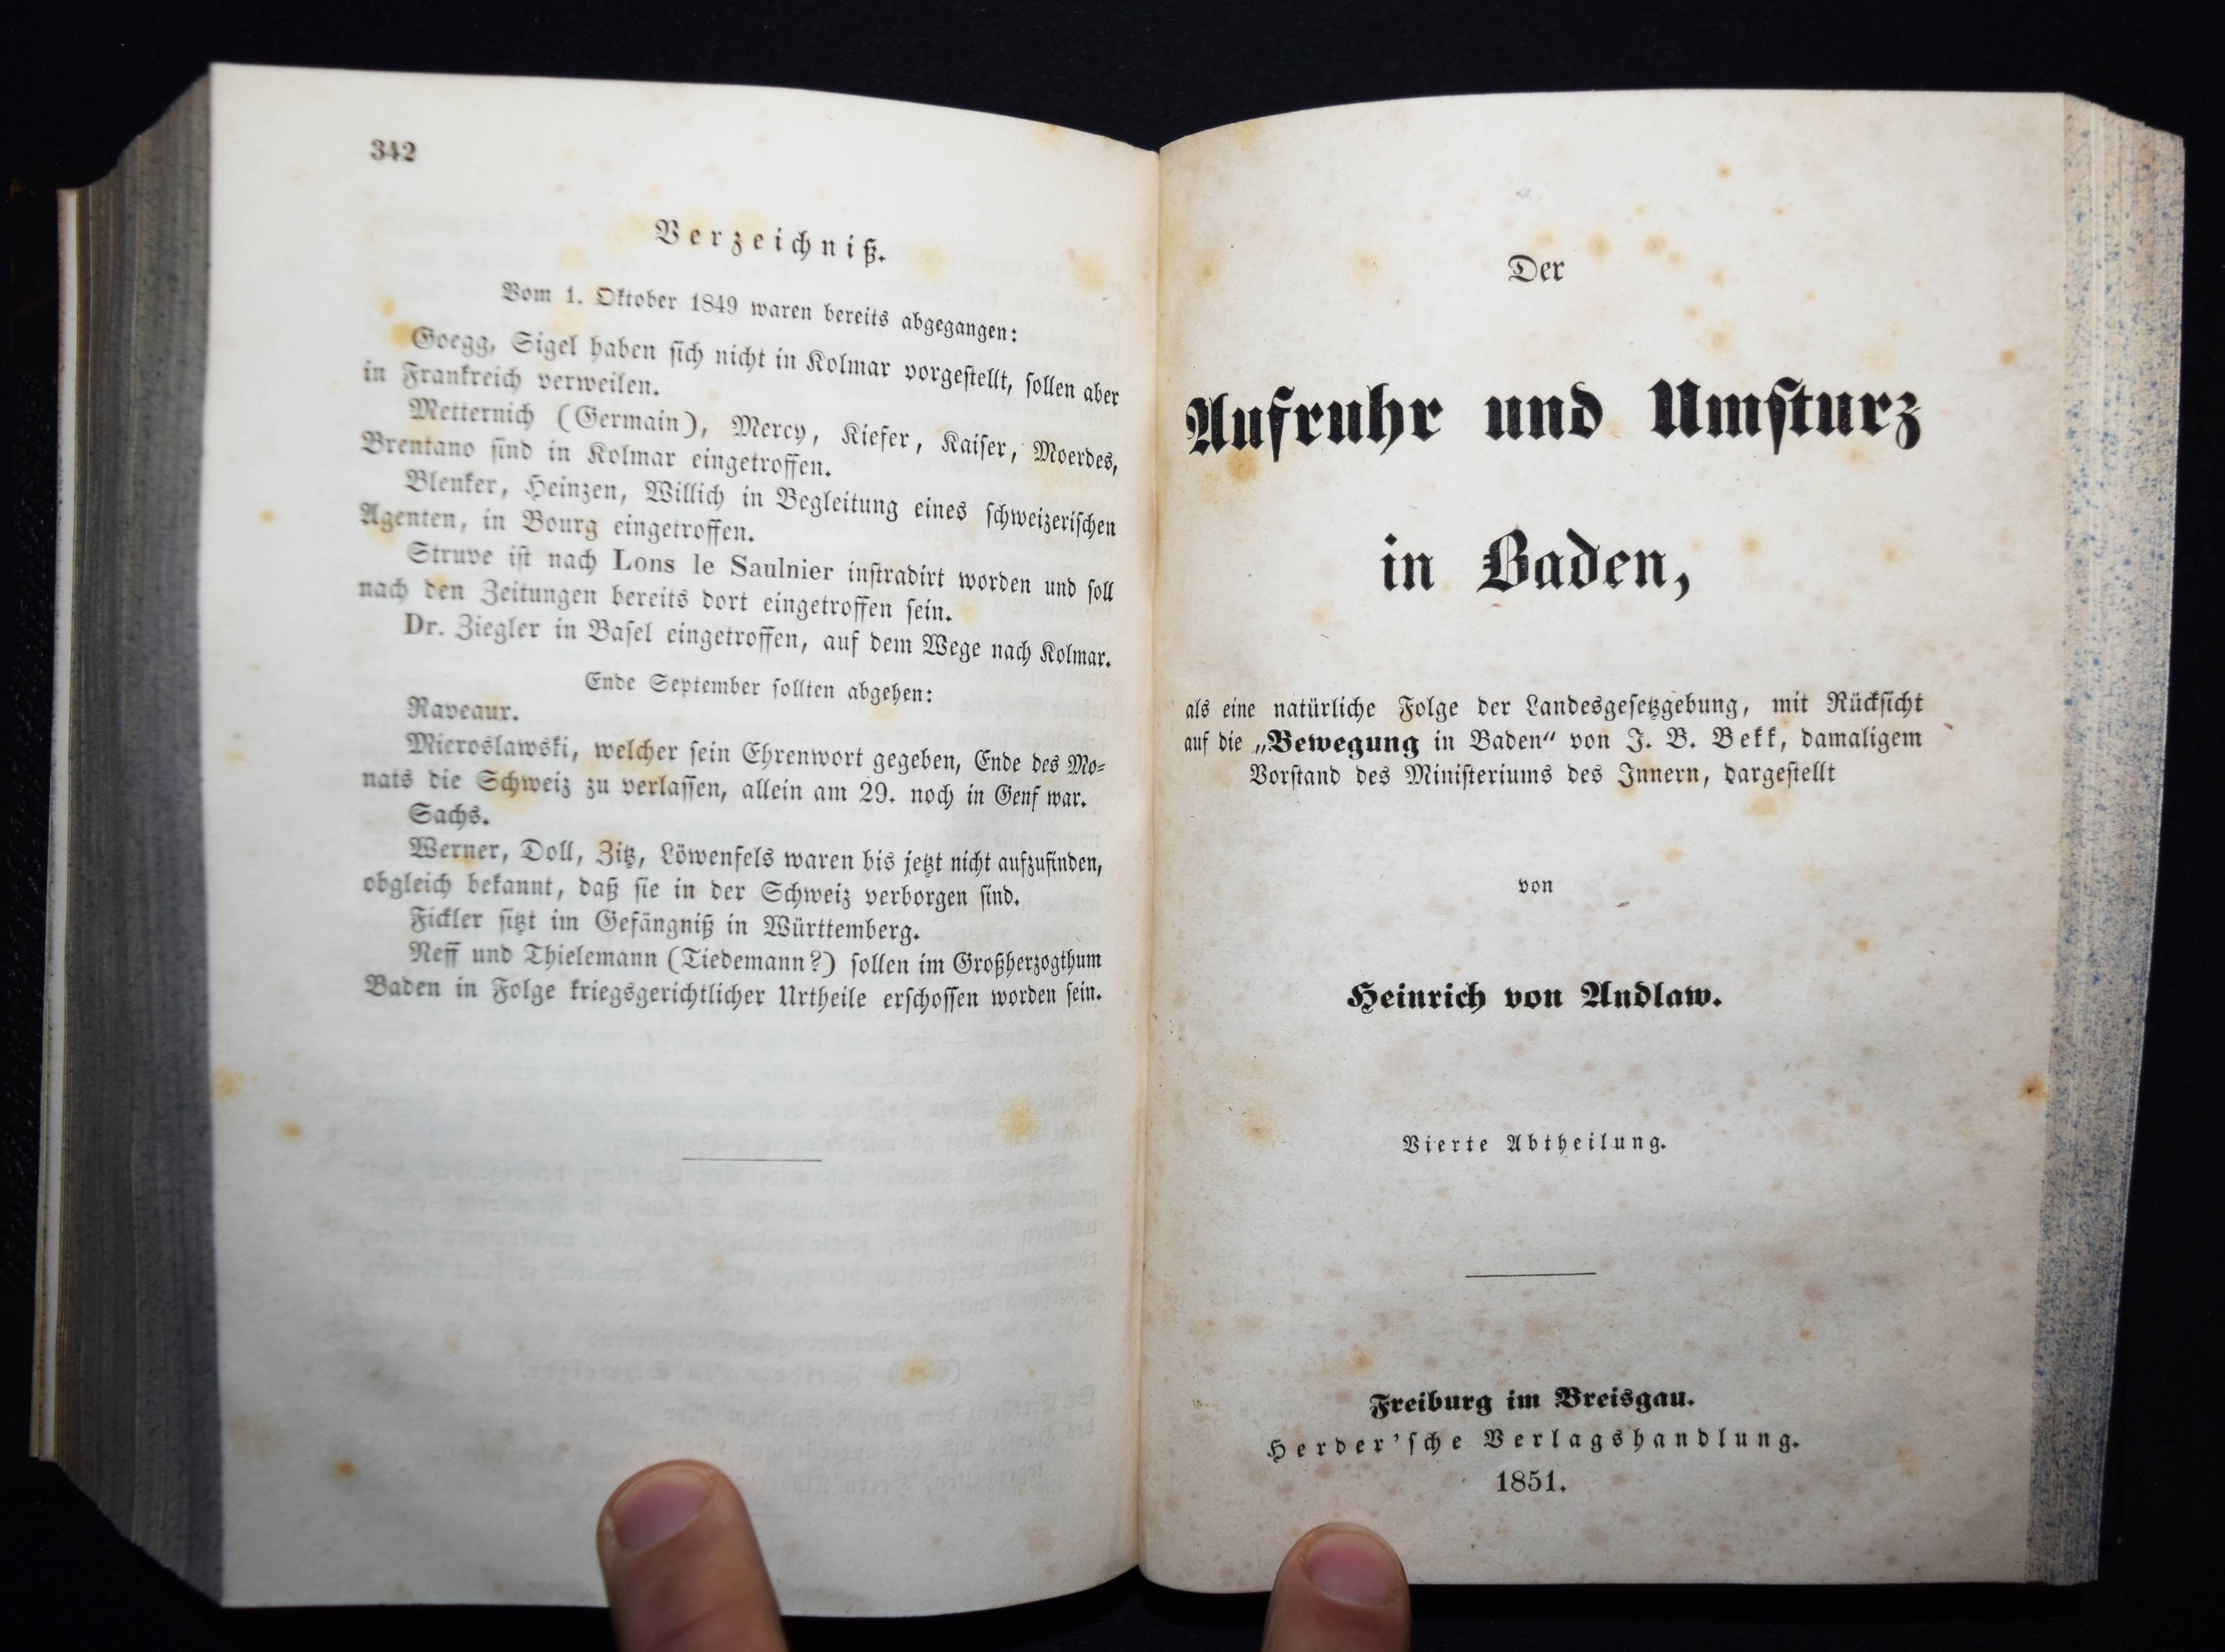 342
Verzeichniß.
Vom 1. Oktober 1849 waren bereits abgegangen:
Goegg, Sigel haben sich nicht in Kolmar vorgestellt, sollen aber
in Frankreich verweilen.
Metternich (Germain), Mercy, Kiefer, Kaiser, Moerdes,
Brentano sind in Kolmar eingetroffen.
Blenker, Heinzen, Willich in Begleitung eines schweizerischen
Agenten, in Bourg eingetroffen.
Struve ist nach Lons le Saulnier instradirt worden und soll
nach den Zeitungen bereits dort eingetroffen sein.
Dr. Ziegler in Basel eingetroffen, auf dem Wege nach Kolmar.
Ende September sollten abgehen:
Raveaux.
Mieroslawski, welcher sein Ehrenwort gegeben, Ende des Mo-
nats die Schweiz zu verlassen, allein am 29. noch in Genf war.
Sachs.
Werner, Doll, Zitz, Löwenfels waren bis jetzt nicht aufzufinden,
obgleich bekannt, daß sie in der Schweiz verborgen sind.
Fickler sitzt im Gefängniß in Württemberg.
Neff und Thielemann (Tiedemann?) sollen im Großherzogthum
Baden in Folge kriegsgerichtlicher Urtheile erschossen worden sein.
Der
Aufruhr und Umsturz
in Baden,
als eine natürliche Folge der Landesgesetzgebung, mit Rücksicht
auf die „Bewegung in Baden“ von J. B. Bekk, damaligem
Vorstand des Ministeriums des Innern, dargestellt
von
Heinrich von Andlaw.
Vierte Abtheilung.
Freiburg im Breisgau.
Herder'sche Verlagshandlung.
1851.